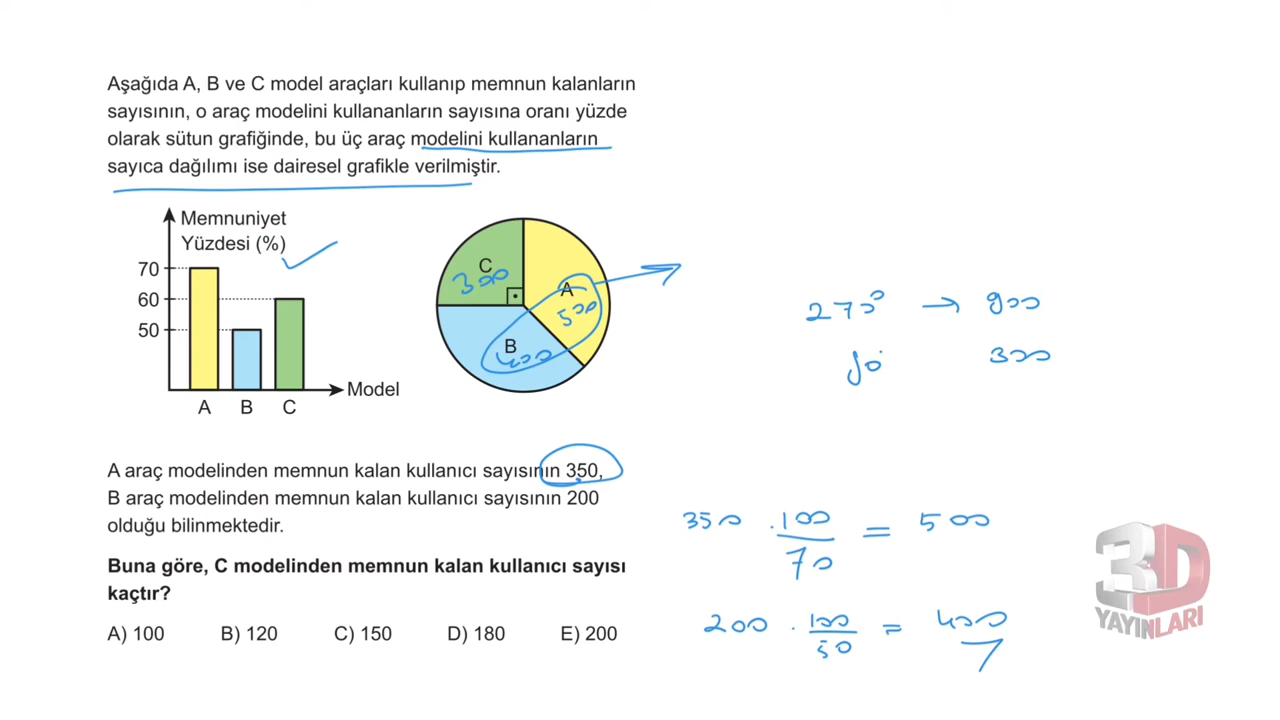 Aşağıda A, B ve C model araçları kullanıp memnun kalanların
sayısının, o araç modelini kullananların sayısına oranı yüzde
olarak sütun grafiğinde, bu üç araç modelini kullananların
sayıca dağılımı ise dairesel grafikle verilmiştir.
Memnuniyet
Yüzdesi (%)
70
60
50
A B C
Model
C
300
A
500
B
400
270° → 900
90° 300
A araç modelinden memnun kalan kullanıcı sayısının 350,
B araç modelinden memnun kalan kullanıcı sayısının 200
olduğu bilinmektedir.
Buna göre, C modelinden memnun kalan kullanıcı sayısı
kaçtır?
A) 100 B) 120 C) 150 D) 180 E) 200
350 . 100/70 = 500
200 . 100/50 = 400
3D
YAYINLARI